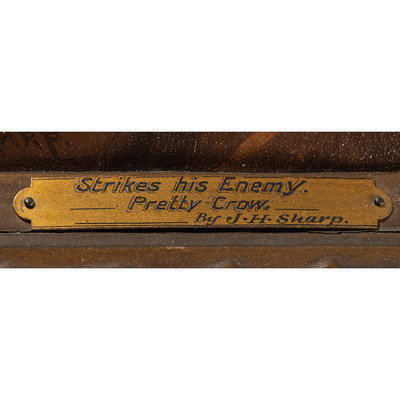 Strikes his Enemy.
Pretty-Crow.
By J.H. Sharp.